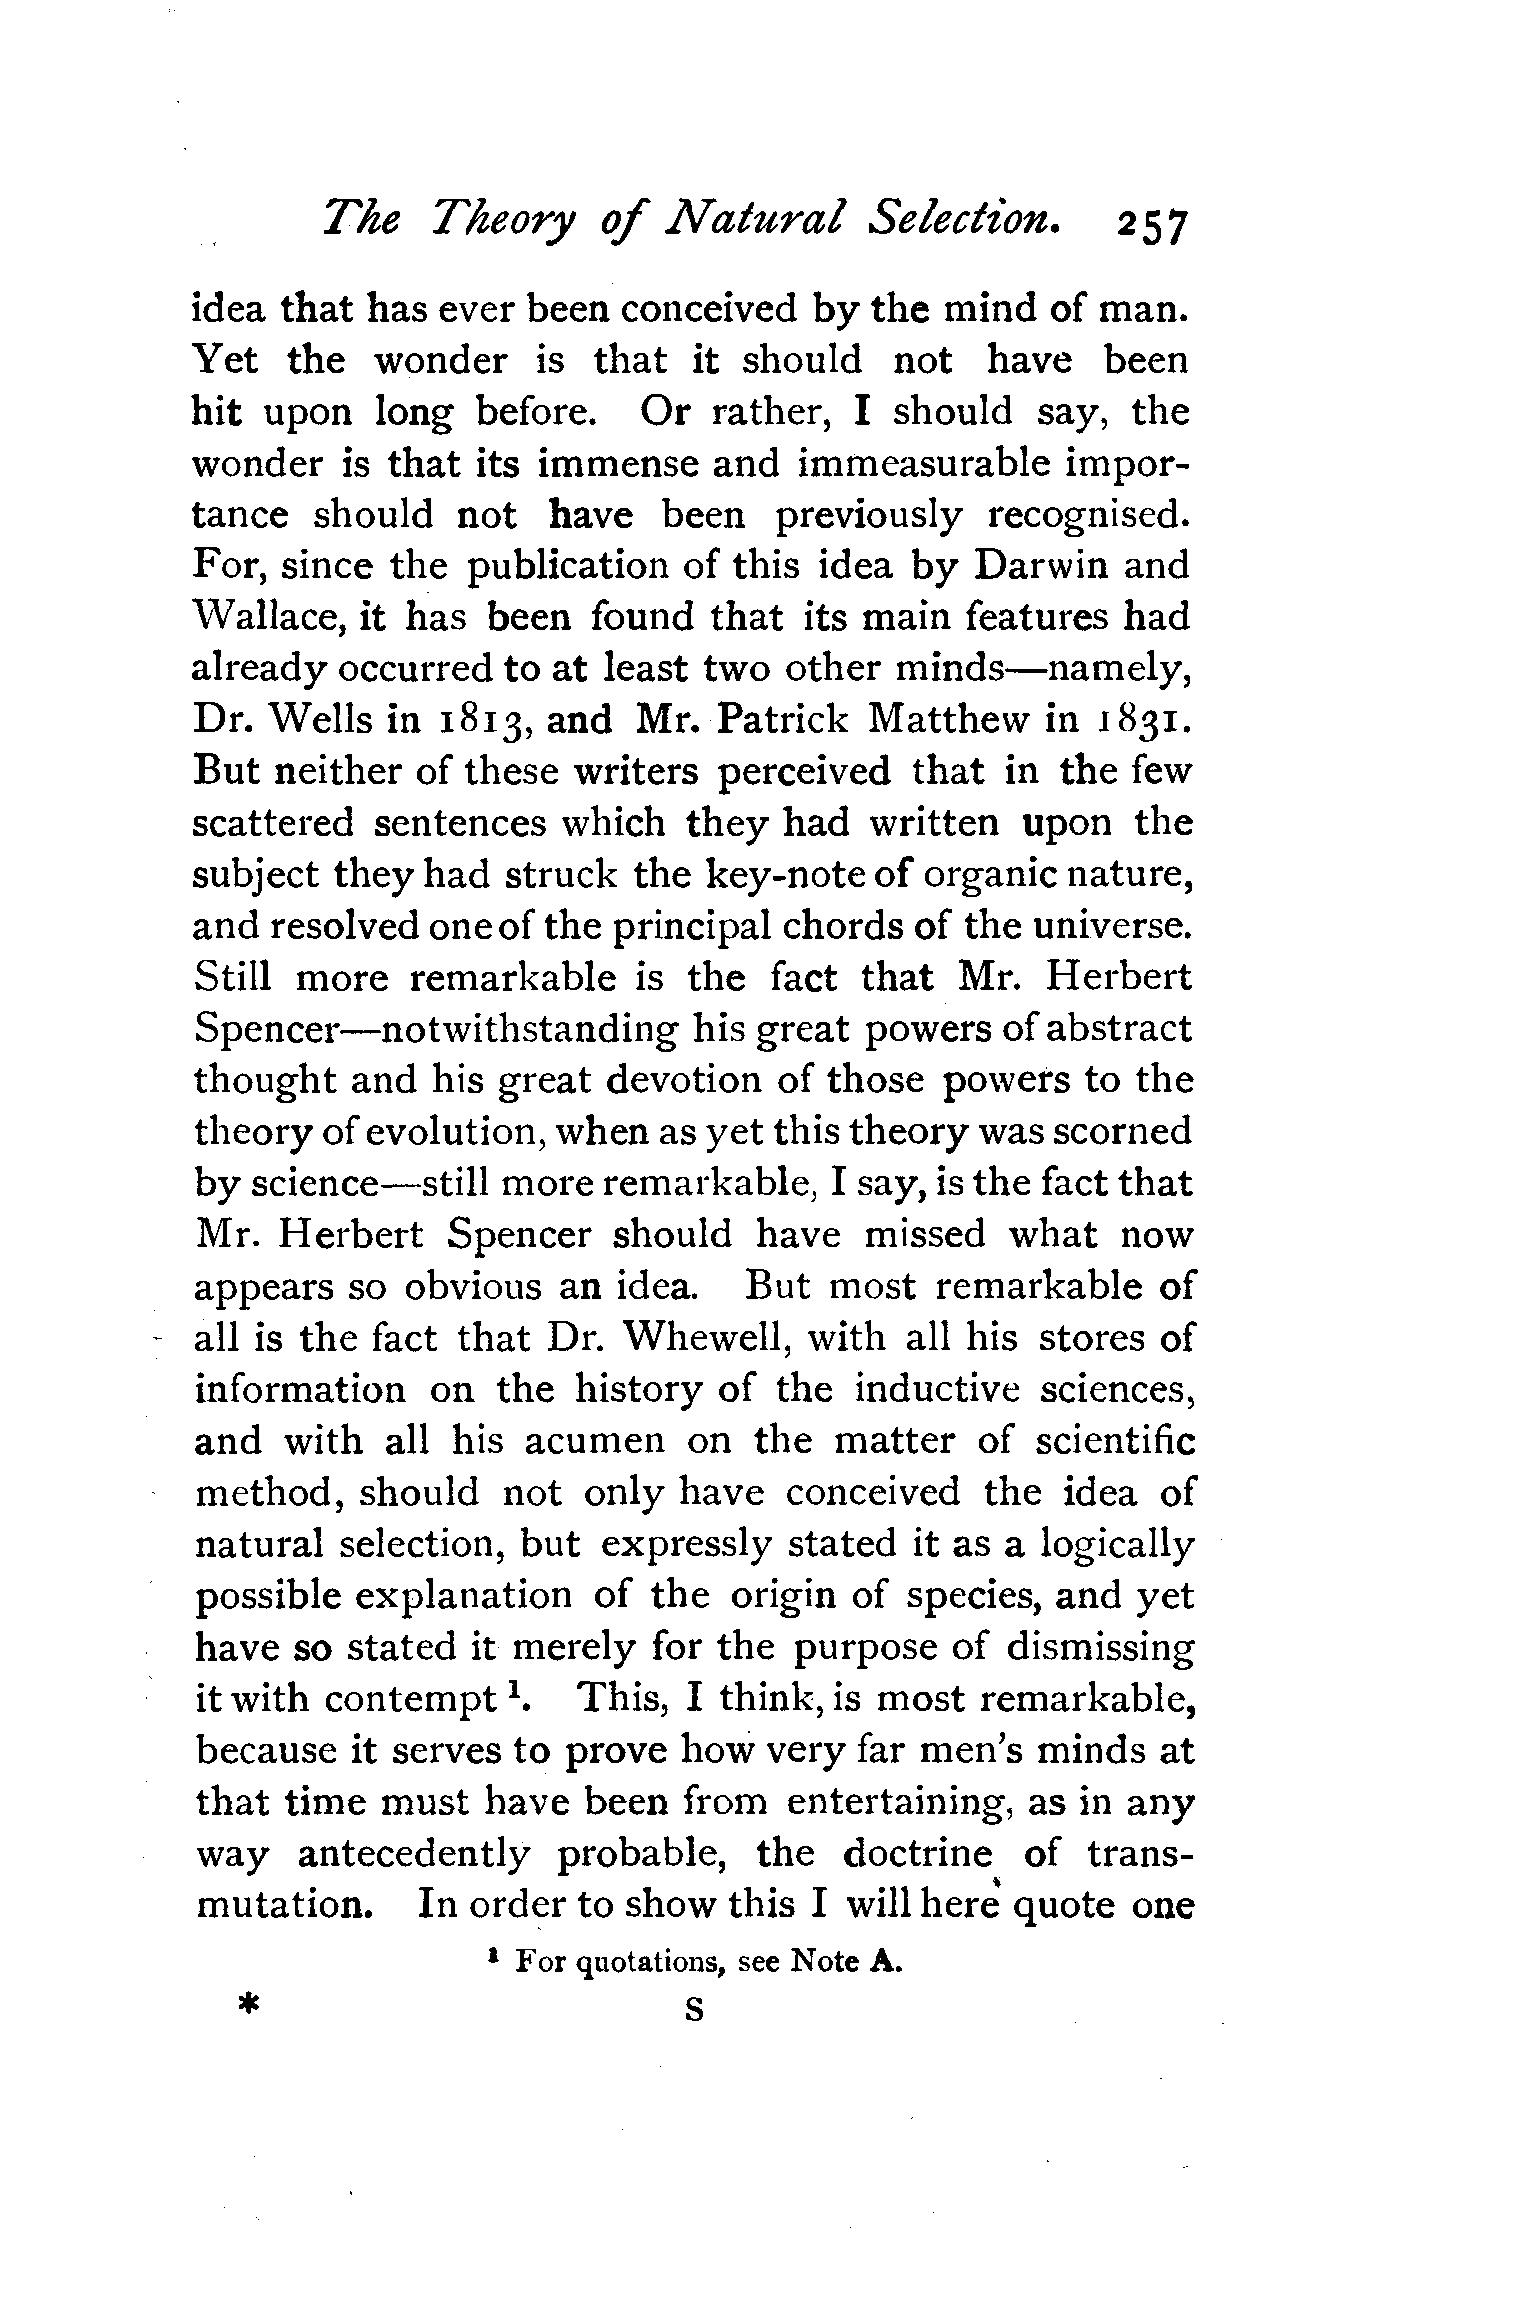 The Theory of Natural Selection. 257
idea that has ever been conceived by the mind of man.
Yet the wonder is that it should not have been
hit upon long before. Or rather, I should say, the
wonder is that its immense and immeasurable impor-
tance should not have been previously recognised.
For, since the publication of this idea by Darwin and
Wallace, it has been found that its main features had
already occurred to at least two other minds—namely,
Dr. Wells in 1813, and Mr. Patrick Matthew in 1831.
But neither of these writers perceived that in the few
scattered sentences which they had written upon the
subject they had struck the key-note of organic nature,
and resolved one of the principal chords of the universe.
Still more remarkable is the fact that Mr. Herbert
Spencer—notwithstanding his great powers of abstract
thought and his great devotion of those powers to the
theory of evolution, when as yet this theory was scorned
by science—still more remarkable, I say, is the fact that
Mr. Herbert Spencer should have missed what now
appears so obvious an idea. But most remarkable of
all is the fact that Dr. Whewell, with all his stores of
information on the history of the inductive sciences,
and with all his acumen on the matter of scientific
method, should not only have conceived the idea of
natural selection, but expressly stated it as a logically
possible explanation of the origin of species, and yet
have so stated it merely for the purpose of dismissing
it with contempt ¹. This, I think, is most remarkable,
because it serves to prove how very far men's minds at
that time must have been from entertaining, as in any
way antecedently probable, the doctrine of trans-
mutation. In order to show this I will here quote one
¹ For quotations, see Note A.
* S